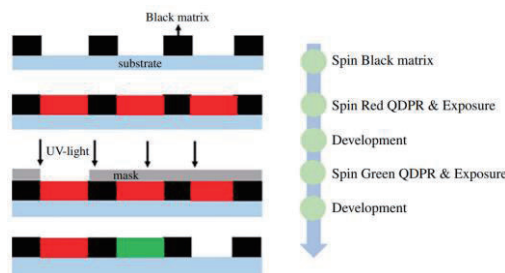 Black matrix
substrate
UV-light
mask
Spin Black matrix
Spin Red QDPR & Exposure
Development
Spin Green QDPR & Exposure
Development